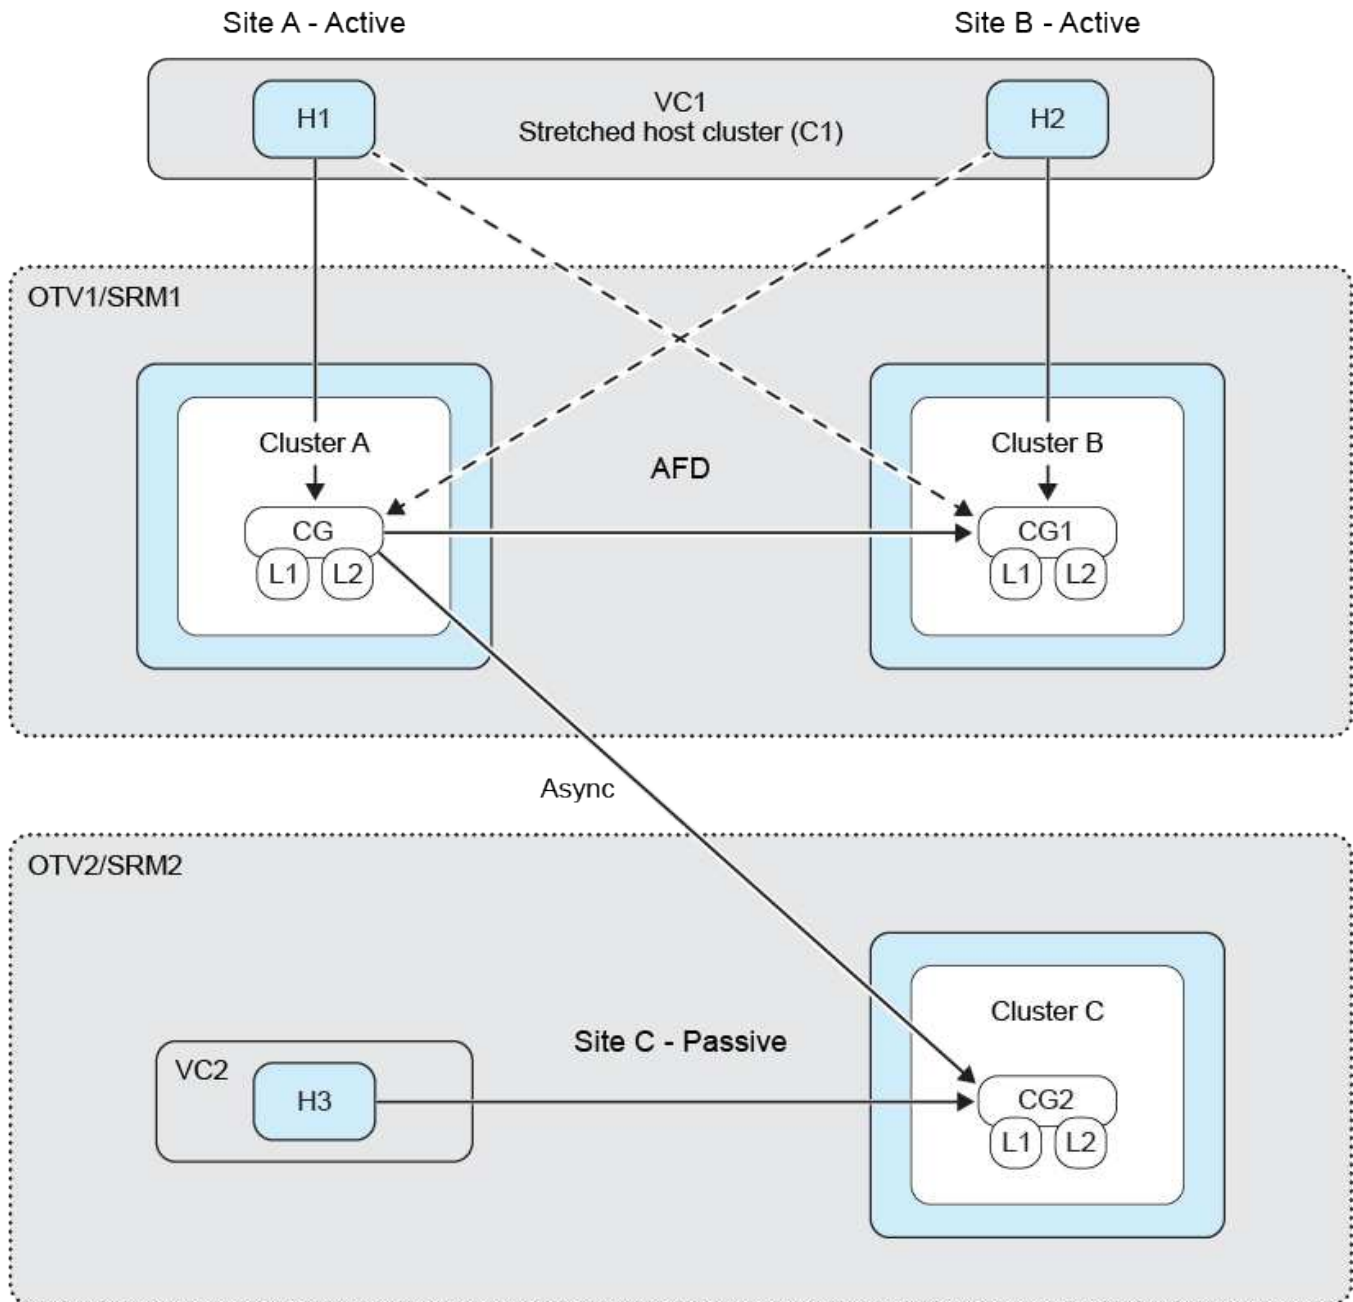 Site A - Active
Site B - Active
H1
VC1
Stretched host cluster (C1)
H2
OTV1/SRM1
Cluster A
CG
L1
L2
AFD
Cluster B
CG1
L1
L2
Async
OTV2/SRM2
VC2
H3
Site C - Passive
Cluster C
CG2
L1
L2